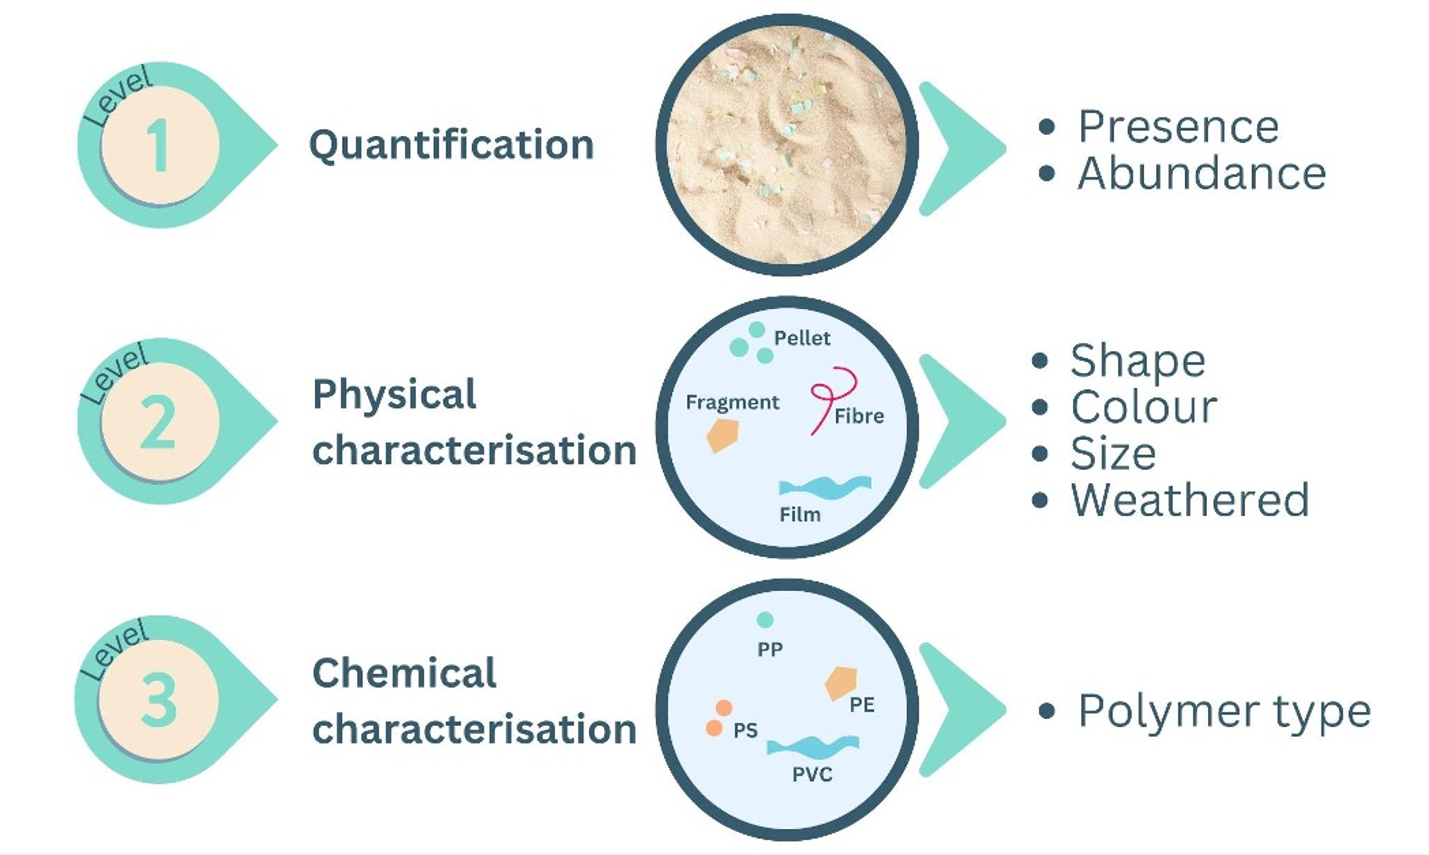 Level
1
Quantification
• Presence
• Abundance
Level
2
Physical
characterisation
Pellet
Fragment
Fibre
Film
• Shape
• Colour
• Size
• Weathered
Level
3
Chemical
characterisation
PP
PE
PS
PVC
• Polymer type